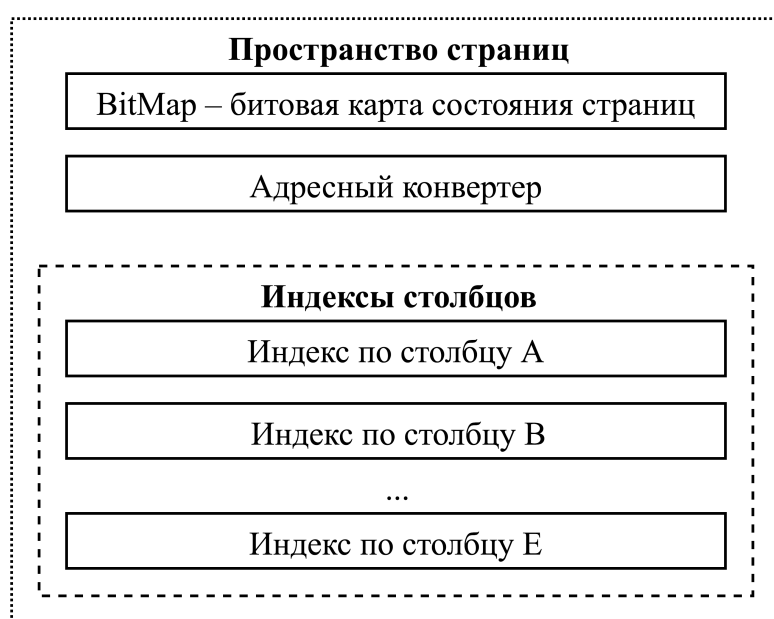 Пространство страниц
BitMap – битовая карта состояния страниц
Адресный конвертер
Индексы столбцов
Индекс по столбцу A
Индекс по столбцу B
...
Индекс по столбцу E